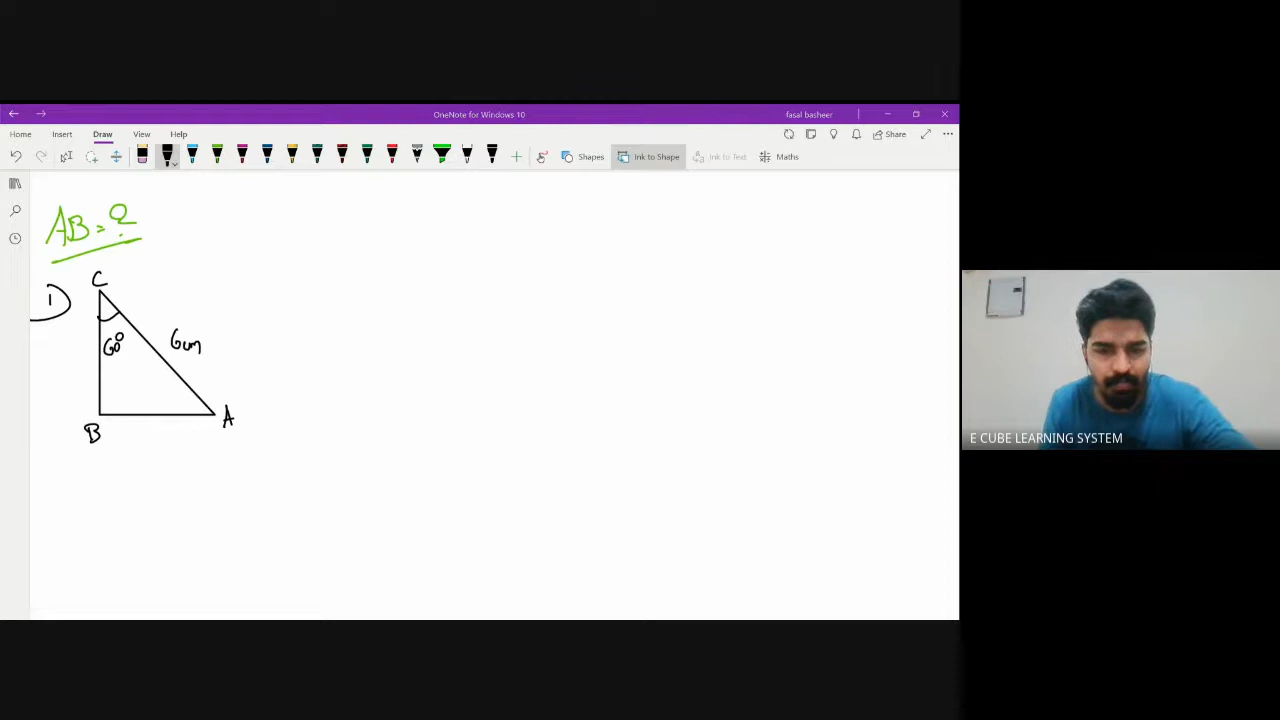 OneNote for Windows 10
fasal basheer
Home Insert Draw View Help
Share
Shapes
Ink to Shape
Ink to Text
Maths
AB = ?
1)
C
60°
6cm
B
A
E CUBE LEARNING SYSTEM